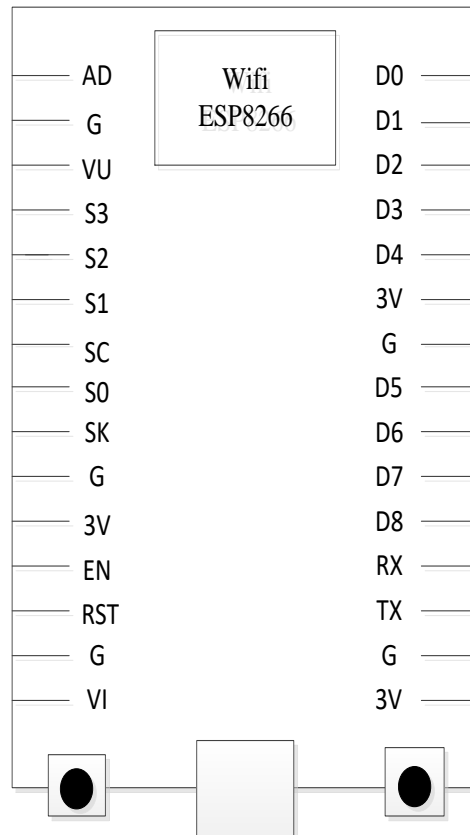 Wifi
ESP8266
AD
G
VU
S3
S2
S1
SC
S0
SK
G
3V
EN
RST
G
VI
D0
D1
D2
D3
D4
3V
G
D5
D6
D7
D8
RX
TX
G
3V